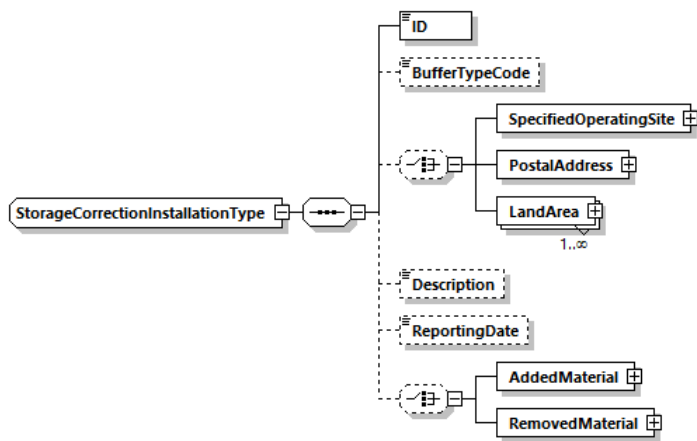 ID
BufferTypeCode
SpecifiedOperatingSite
PostalAddress
StorageCorrectionInstallationType
LandArea
1..∞
Description
ReportingDate
AddedMaterial
RemovedMaterial